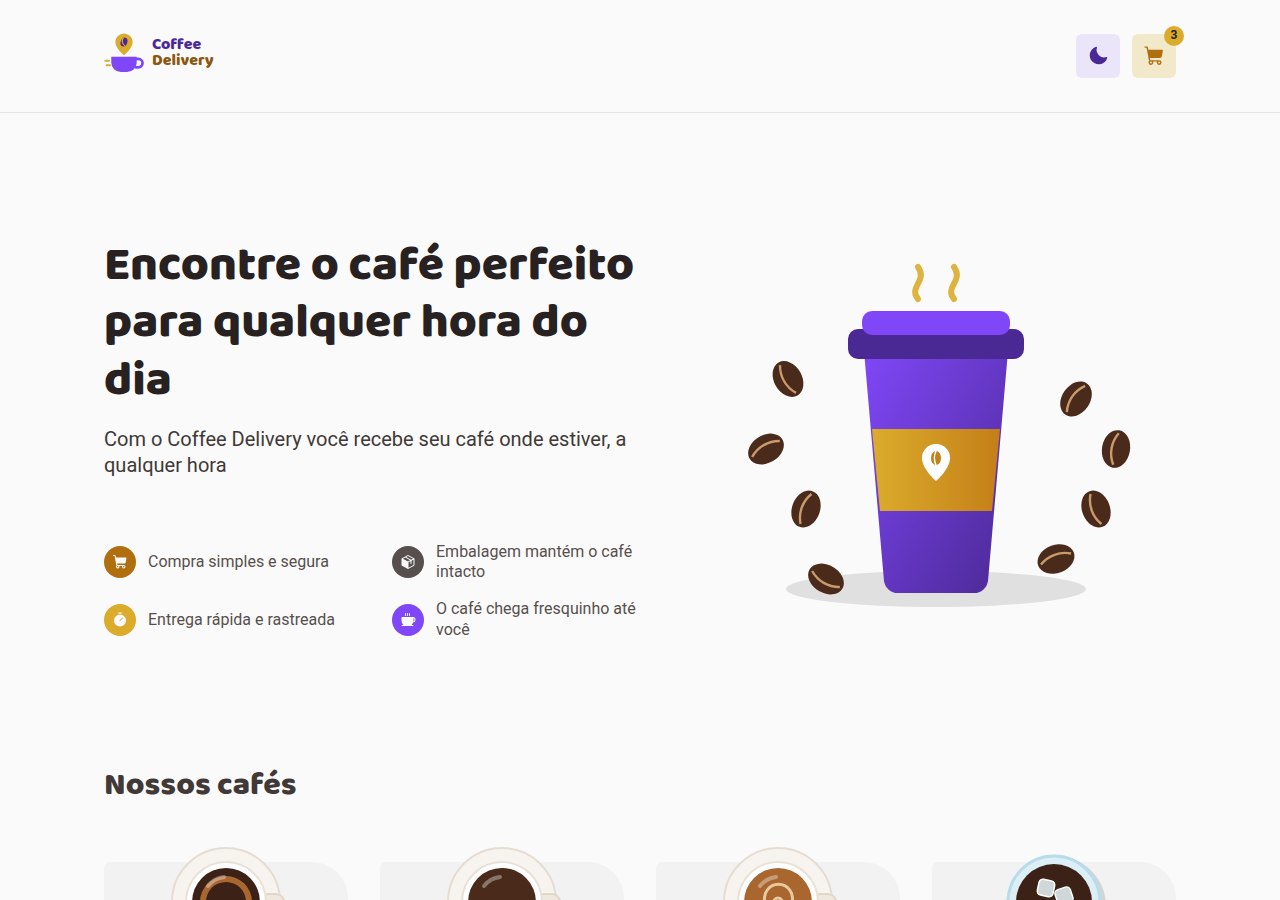 Coffee
Delivery
3
Encontre o café perfeito
para qualquer hora do
dia
Com o Coffee Delivery você recebe seu café onde estiver, a
qualquer hora
Compra simples e segura
Embalagem mantém o café
intacto
Entrega rápida e rastreada
O café chega fresquinho até
você
Nossos cafés